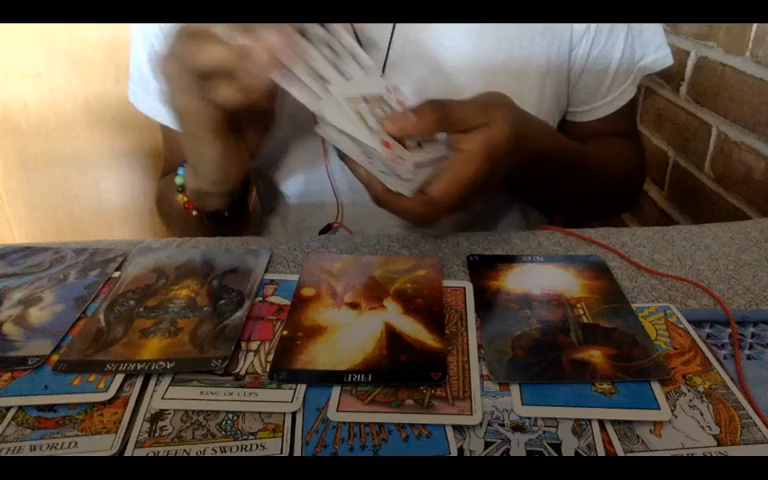 SUN
AQUARIUS
FIRE
KING OF CUPS.
THE WORLD.
QUEEN of SWORDS.
THE SUN